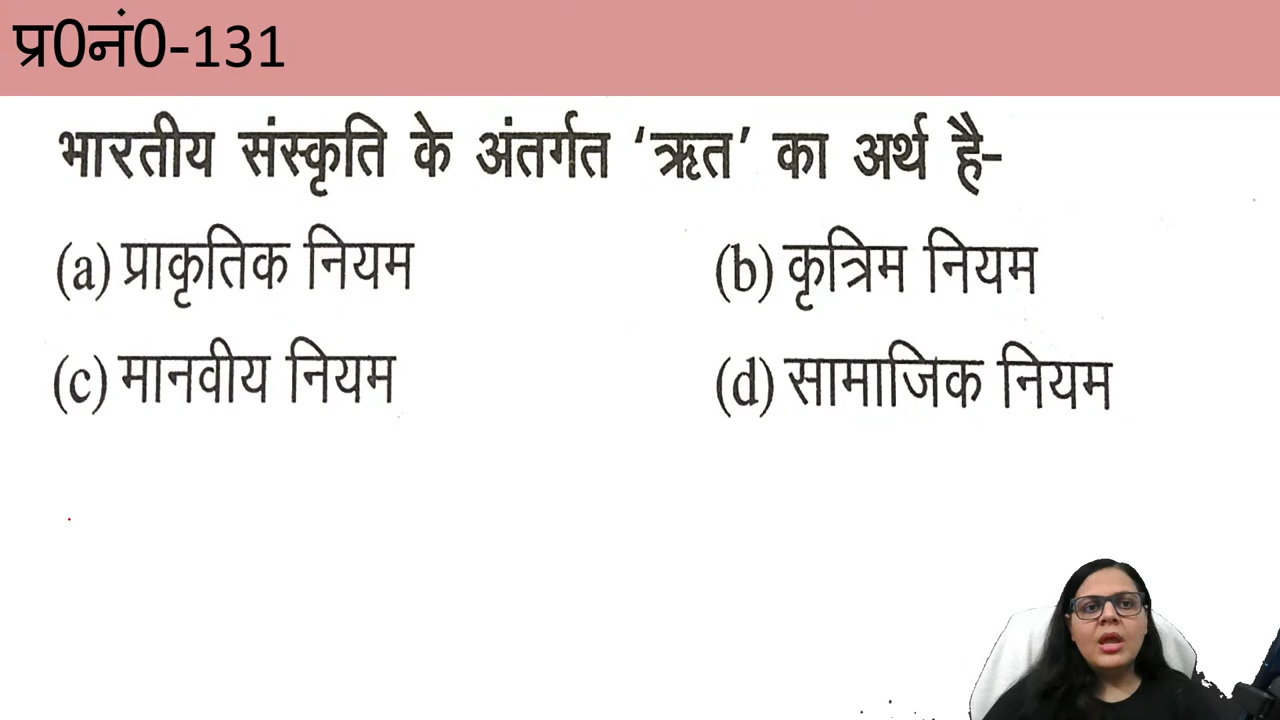 प्र0नं0-131
भारतीय संस्कृति के अंतर्गत ‘ऋत’ का अर्थ है-
(a) प्राकृतिक नियम (b) कृत्रिम नियम
(c) मानवीय नियम (d) सामाजिक नियम